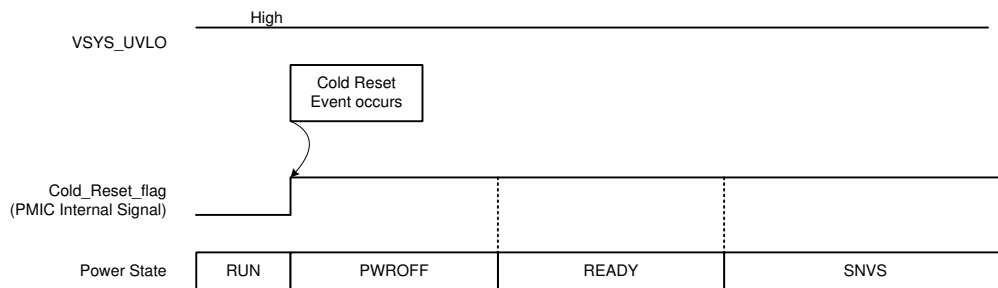 High
VSYS_UVLO
Cold Reset
Event occurs
Cold_Reset_flag
(PMIC Internal Signal)
Power State RUN PWROFF READY SNVS